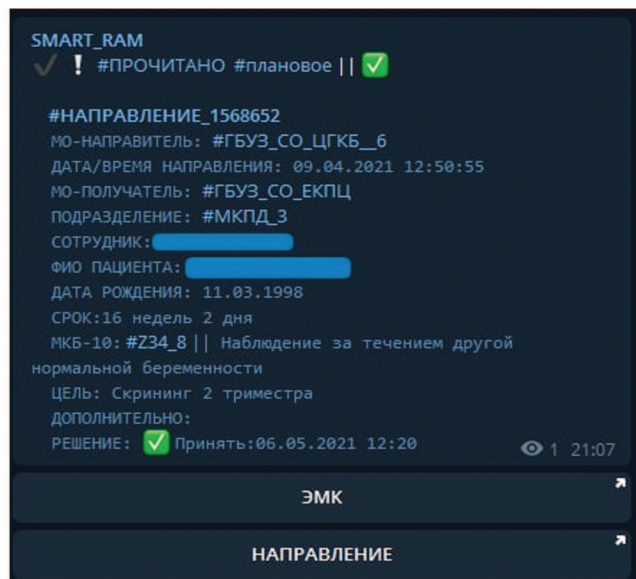 SMART_RAM
✔️ ❕ #ПРОЧИТАНО #плановое || ✅
#НАПРАВЛЕНИЕ_1568652
МО-НАПРАВИТЕЛЬ: #ГБУЗ_СО_ЦГКБ__6
ДАТА/ВРЕМЯ НАПРАВЛЕНИЯ: 09.04.2021 12:50:55
МО-ПОЛУЧАТЕЛЬ: #ГБУЗ_СО_ЕКПЦ
ПОДРАЗДЕЛЕНИЕ: #МКПД_3
СОТРУДНИК:
ФИО ПАЦИЕНТА:
ДАТА РОЖДЕНИЯ: 11.03.1998
СРОК:16 недель 2 дня
МКБ-10: #Z34_8 || Наблюдение за течением другой
нормальной беременности
ЦЕЛЬ: Скрининг 2 триместра
ДОПОЛНИТЕЛЬНО:
РЕШЕНИЕ: ✅ Принять:06.05.2021 12:20
1 21:07
ЭМК
НАПРАВЛЕНИЕ